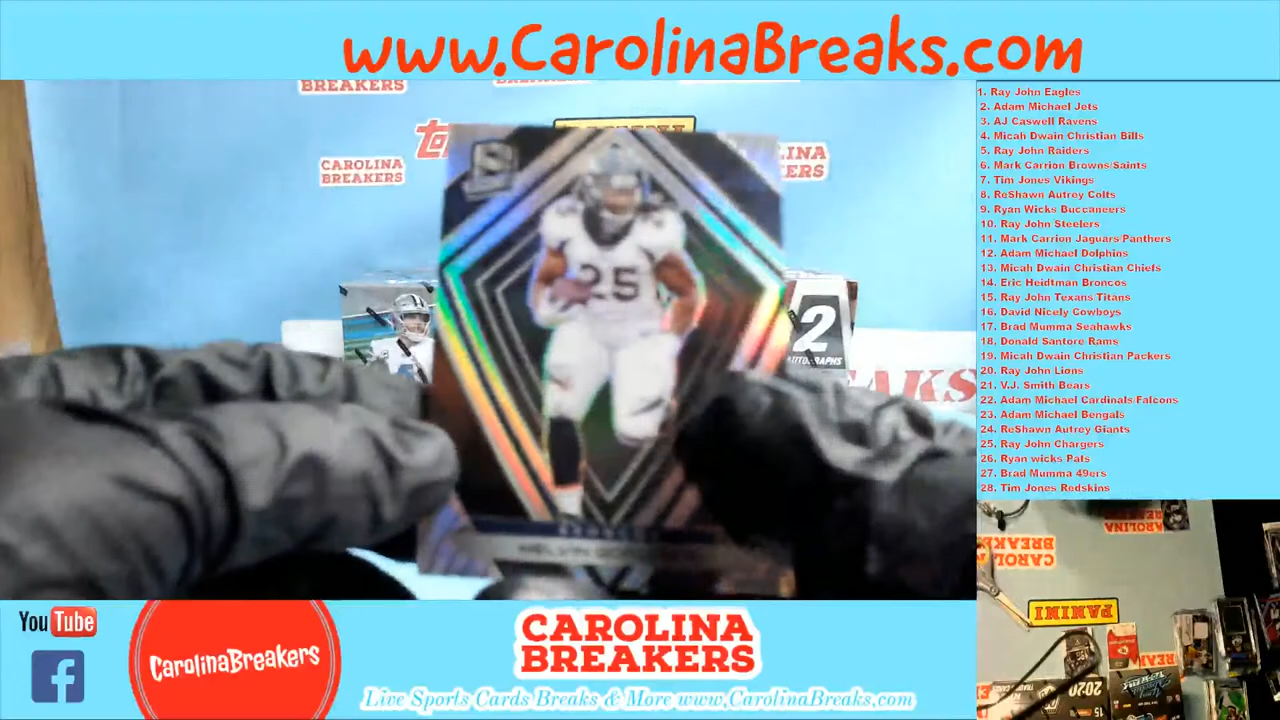 www.CarolinaBreaks.com
BREAKERS
CAROLINA
BREAKERS
25
2
AUTOGRAPHS
1. Ray John Eagles
2. Adam Michael Jets
3. AJ Caswell Ravens
4. Micah Dwain Christian Bills
5. Ray John Raiders
6. Mark Carrion Browns/Saints
7. Tim Jones Vikings
8. ReShawn Autrey Colts
9. Ryan Wicks Buccaneers
10. Ray John Steelers
11. Mark Carrion Jaguars/Panthers
12. Adam Michael Dolphins
13. Micah Dwain Christian Chiefs
14. Eric Heidtman Broncos
15. Ray John Texans Titans
16. David Nicely Cowboys
17. Brad Mumma Seahawks
18. Donald Santore Rams
19. Micah Dwain Christian Packers
20. Ray John Lions
21. V.J. Smith Bears
22. Adam Michael Cardinals/Falcons
23. Adam Michael Bengals
24. ReShawn Autrey Giants
25. Ray John Chargers
26. Ryan wicks Pats
27. Brad Mumma 49ers
28. Tim Jones Redskins
CAROLINA
BREAKERS
PANINI
2020
You Tube
CarolinaBreakers
CAROLINA
BREAKERS
Live Sports Cards Breaks & More www.CarolinaBreaks.com